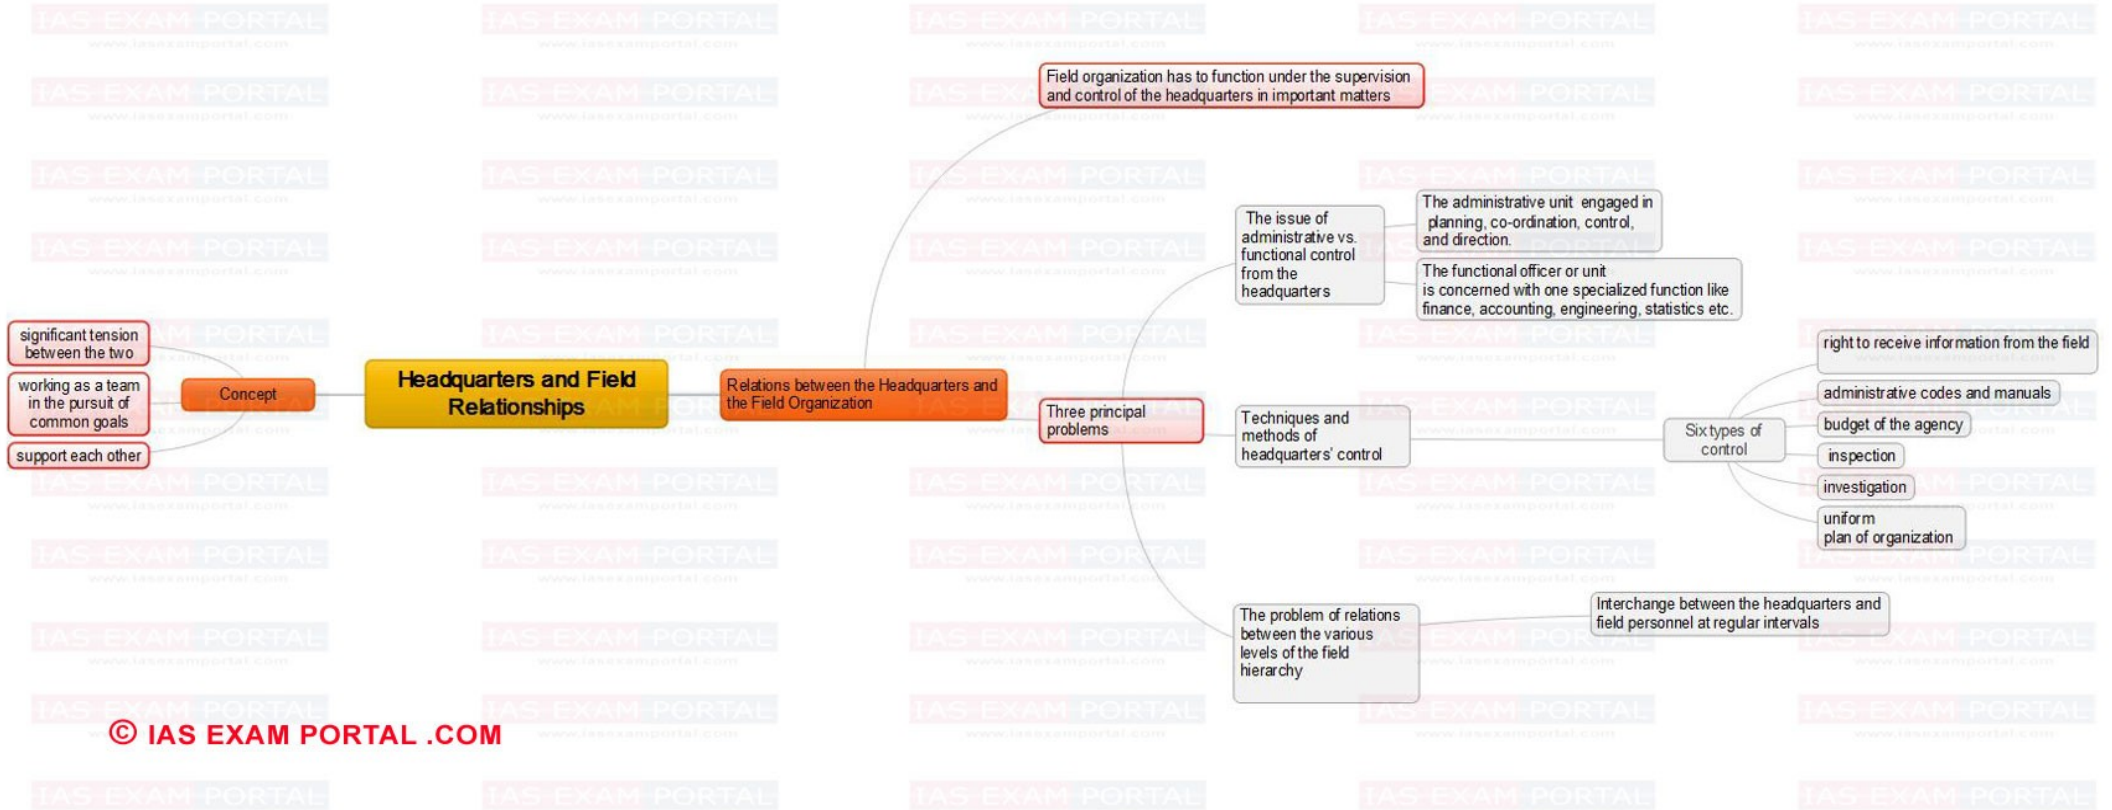 Field organization has to function under the supervision
and control of the headquarters in important matters
The issue of
administrative vs.
functional control
from the
headquarters
The administrative unit engaged in
planning, co-ordination, control,
and direction.
The functional officer or unit
is concerned with one specialized function like
finance, accounting, engineering, statistics etc.
significant tension
between the two
working as a team
in the pursuit of
common goals
support each other
Concept
Headquarters and Field
Relationships
Relations between the Headquarters and
the Field Organization
Three principal
problems
Techniques and
methods of
headquarters' control
Six types of
control
right to receive information from the field
administrative codes and manuals
budget of the agency
inspection
investigation
uniform
plan of organization
The problem of relations
between the various
levels of the field
hierarchy
Interchange between the headquarters and
field personnel at regular intervals
© IAS EXAM PORTAL .COM
IAS EXAM PORTAL
www.iasexamportal.com